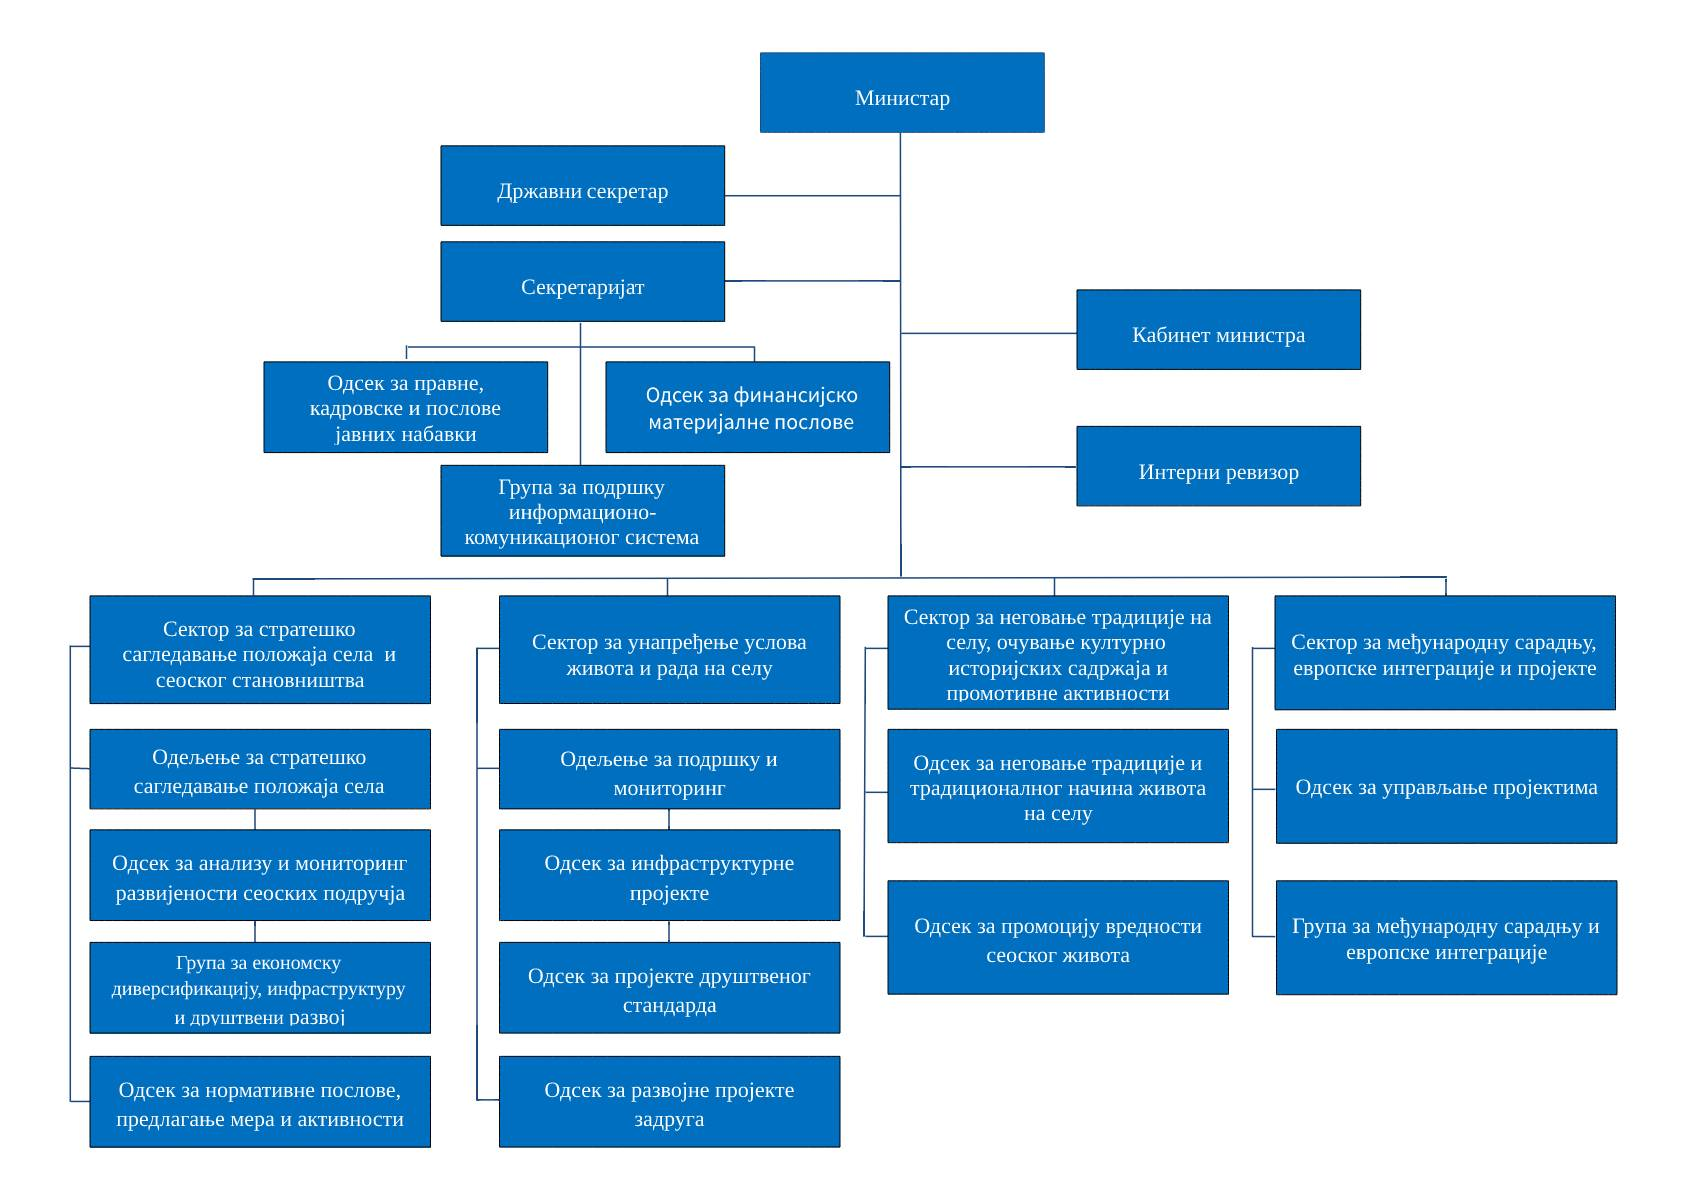 Министар
Државни секретар
Секретаријат
Кабинет министра
Одсек за правне,
кадровске и послове
јавних набавки
Одсек за финансијско
материјалне послове
Интерни ревизор
Група за подршку
информационо-
комуникационог система
Сектор за стратешко
сагледавање положаја села и
сеоског становништва
Сектор за унапређење услова
живота и рада на селу
Сектор за неговање традиције на
селу, очување културно
историјских садржаја и
промотивне активности
Сектор за међународну сарадњу,
европске интеграције и пројекте
Одељење за стратешко
сагледавање положаја села
Одељење за подршку и
мониторинг
Одсек за неговање традиције и
традиционалног начина живота
на селу
Одсек за управљање пројектима
Одсек за анализу и мониторинг
развијености сеоских подручја
Одсек за инфраструктурне
пројекте
Одсек за промоцију вредности
сеоског живота
Група за међународну сарадњу и
европске интеграције
Група за економску
диверсификацију, инфраструктуру
и друштвени развој
Одсек за пројекте друштвеног
стандарда
Одсек за нормативне послове,
предлагање мера и активности
Одсек за развојне пројекте
задруга